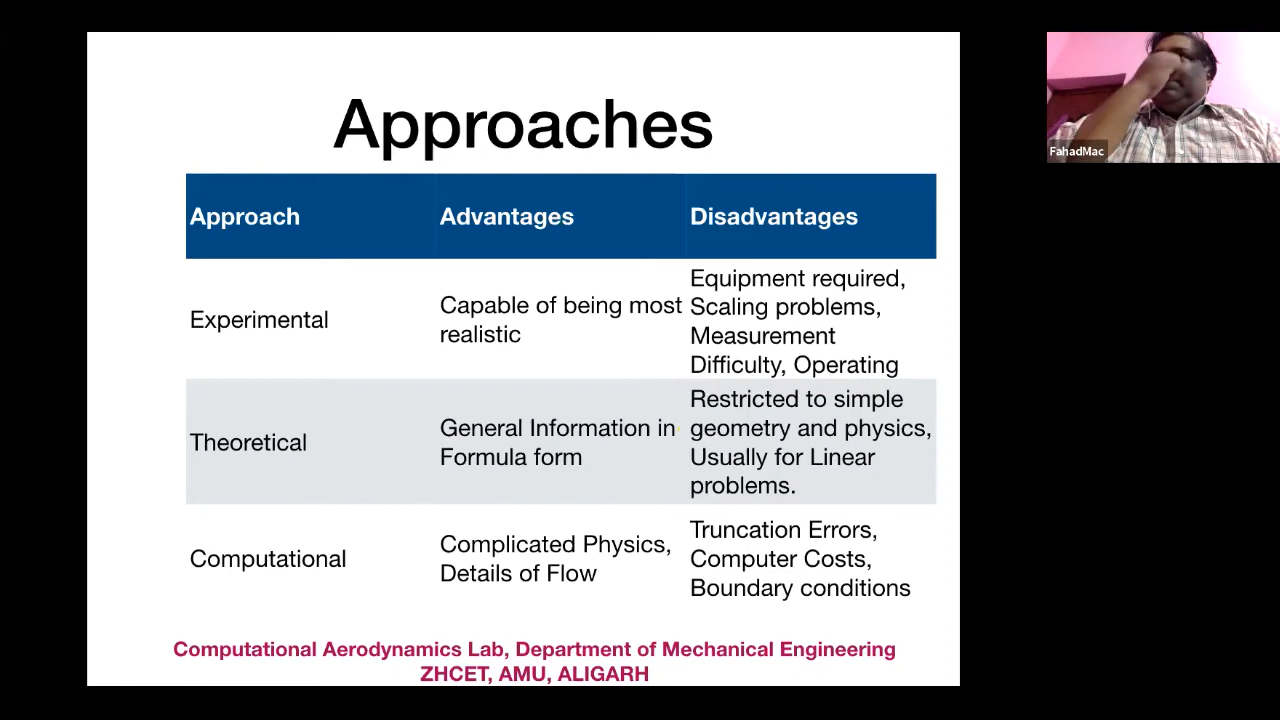 Approaches
Approach
Advantages
Disadvantages
Experimental
Capable of being most
realistic
Equipment required,
Scaling problems,
Measurement
Difficulty, Operating
Theoretical
General Information in
Formula form
Restricted to simple
geometry and physics,
Usually for Linear
problems.
Computational
Complicated Physics,
Details of Flow
Truncation Errors,
Computer Costs,
Boundary conditions
Computational Aerodynamics Lab, Department of Mechanical Engineering
ZHCET, AMU, ALIGARH
FahadMac